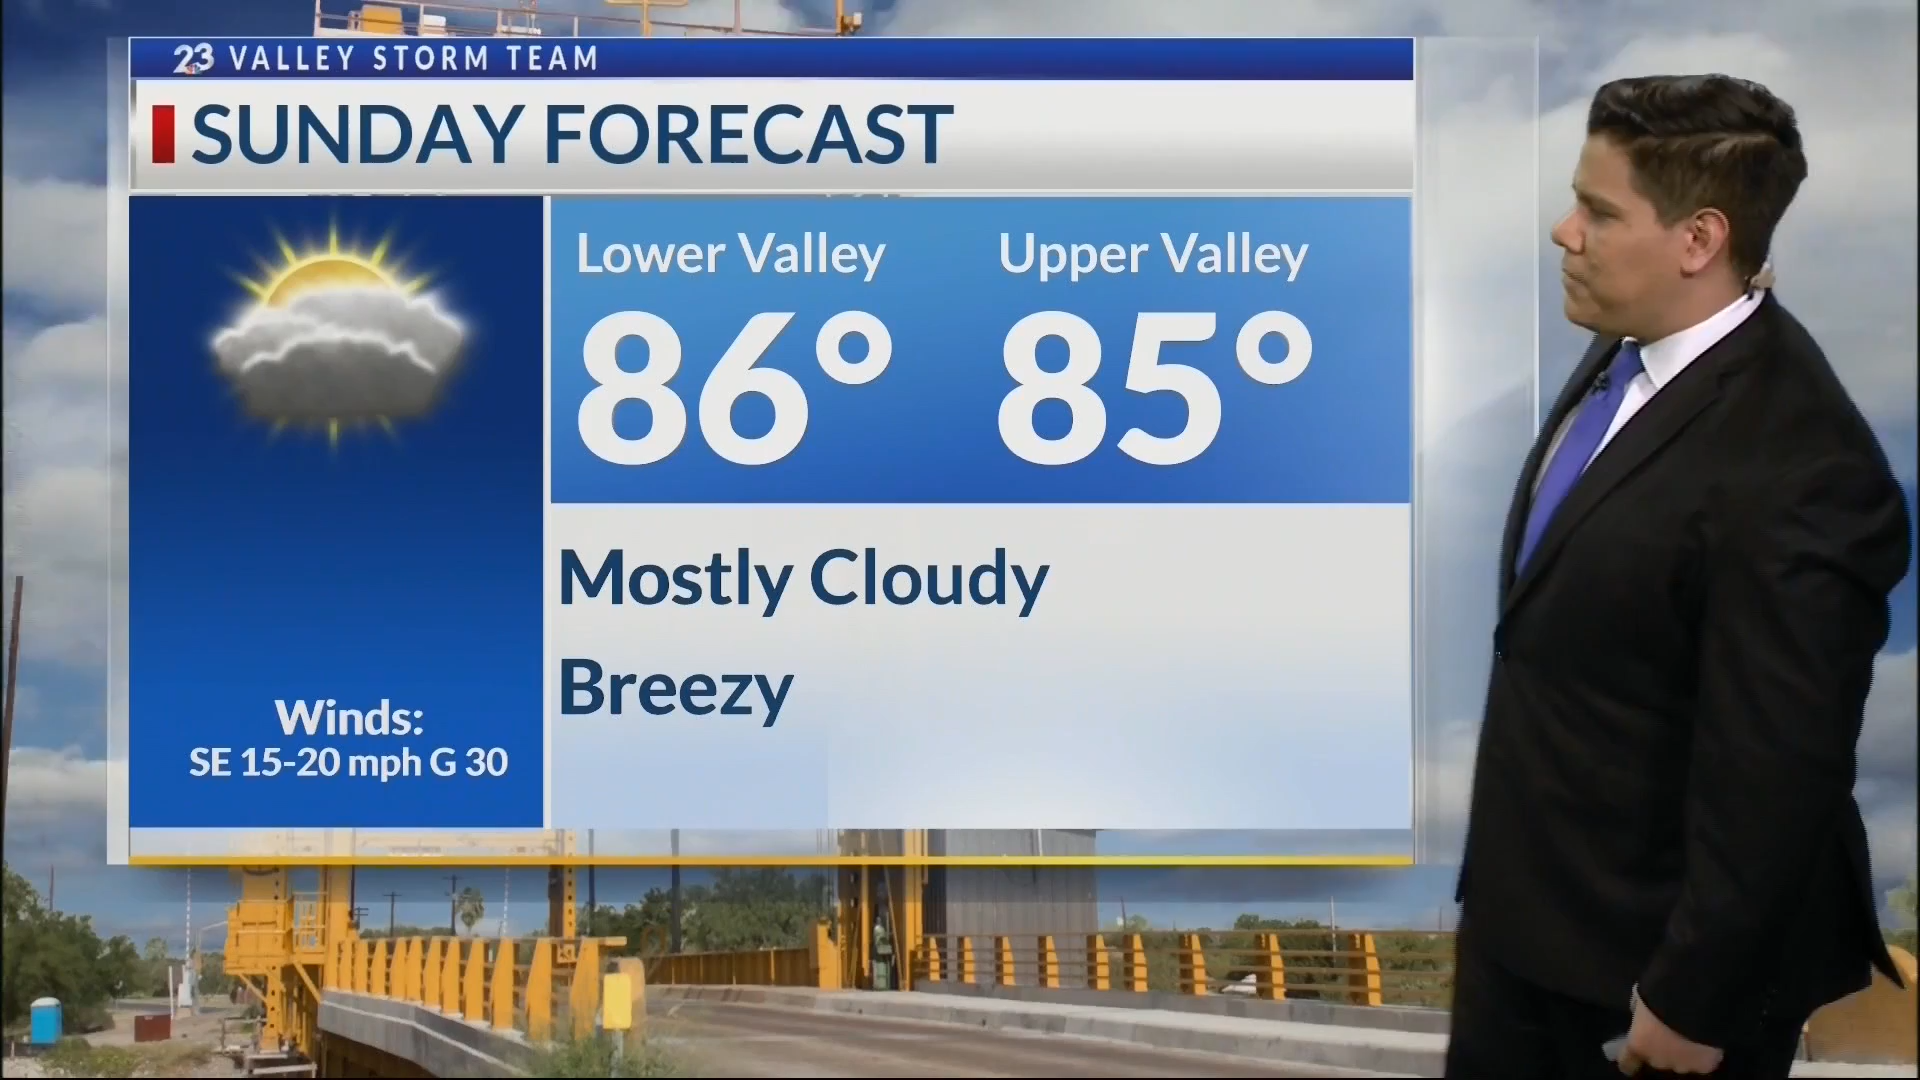 23 VALLEY STORM TEAM
SUNDAY FORECAST
Lower Valley
86°
Upper Valley
85°
Mostly Cloudy
Breezy
Winds:
SE 15-20 mph G 30